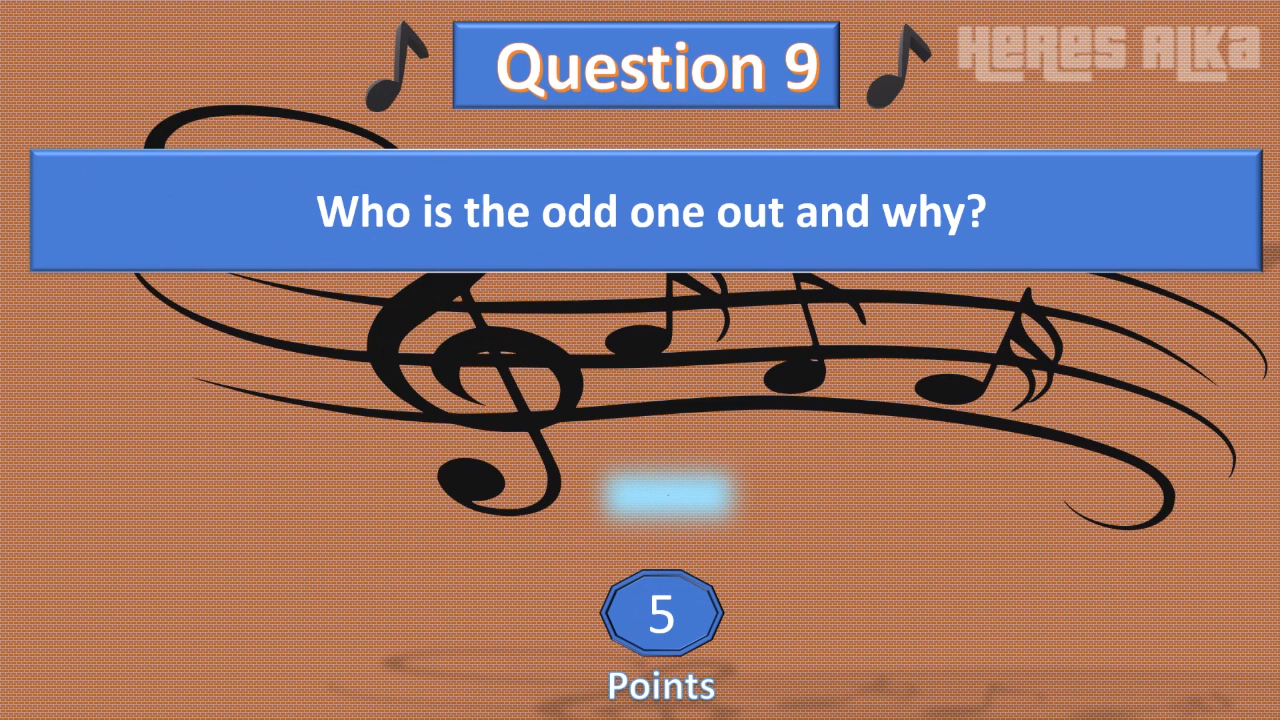 HERES ALKA
Question 9
Who is the odd one out and why?
5
Points